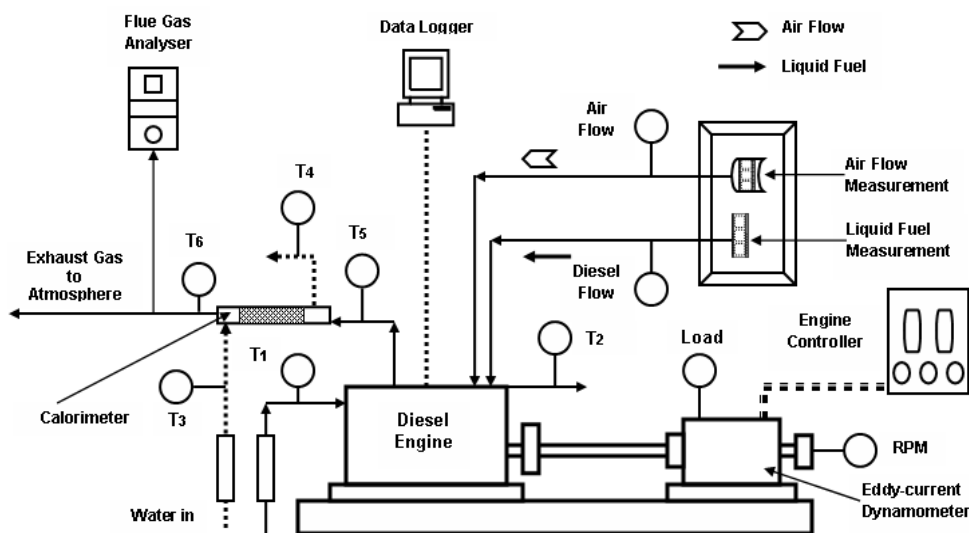 Flue Gas
Analyser
Data Logger
Air Flow
Liquid Fuel
Air
Flow
Air Flow
Measurement
T4
T6
T5
Liquid Fuel
Measurement
Exhaust Gas
to
Atmosphere
Diesel
Flow
Engine
Controller
T1
T2
Load
T3
Calorimeter
Diesel
Engine
RPM
Water in
Eddy-current
Dynamometer